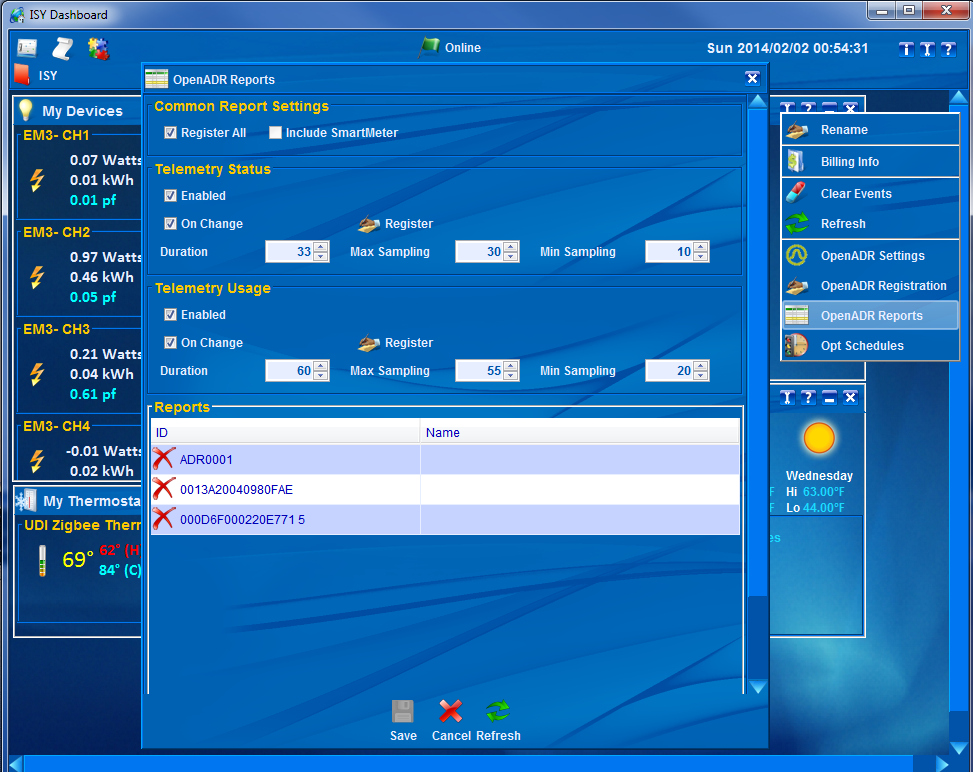 ISY Dashboard
Online
Sun 2014/02/02 00:54:31
ISY
My Devices
EM3- CH1
0.07 Watts
0.01 kWh
0.01 pf
EM3- CH2
0.97 Watts
0.46 kWh
0.05 pf
EM3- CH3
0.21 Watts
0.04 kWh
0.61 pf
EM3- CH4
-0.01 Watts
0.02 kWh
My Thermosta
UDI Zigbee Therr
69° 62° (H
84° (C)
OpenADR Reports
Common Report Settings
Register All Include SmartMeter
Telemetry Status
Enabled
On Change Register
Duration 33 Max Sampling 30 Min Sampling 10
Telemetry Usage
Enabled
On Change Register
Duration 60 Max Sampling 55 Min Sampling 20
Reports
ID Name
ADR0001
0013A20040980FAE
000D6F000220E771 5
Save Cancel Refresh
Rename
Billing Info
Clear Events
Refresh
OpenADR Settings
OpenADR Registration
OpenADR Reports
Opt Schedules
Wednesday
°F Hi 63.00°F
°F Lo 44.00°F
es